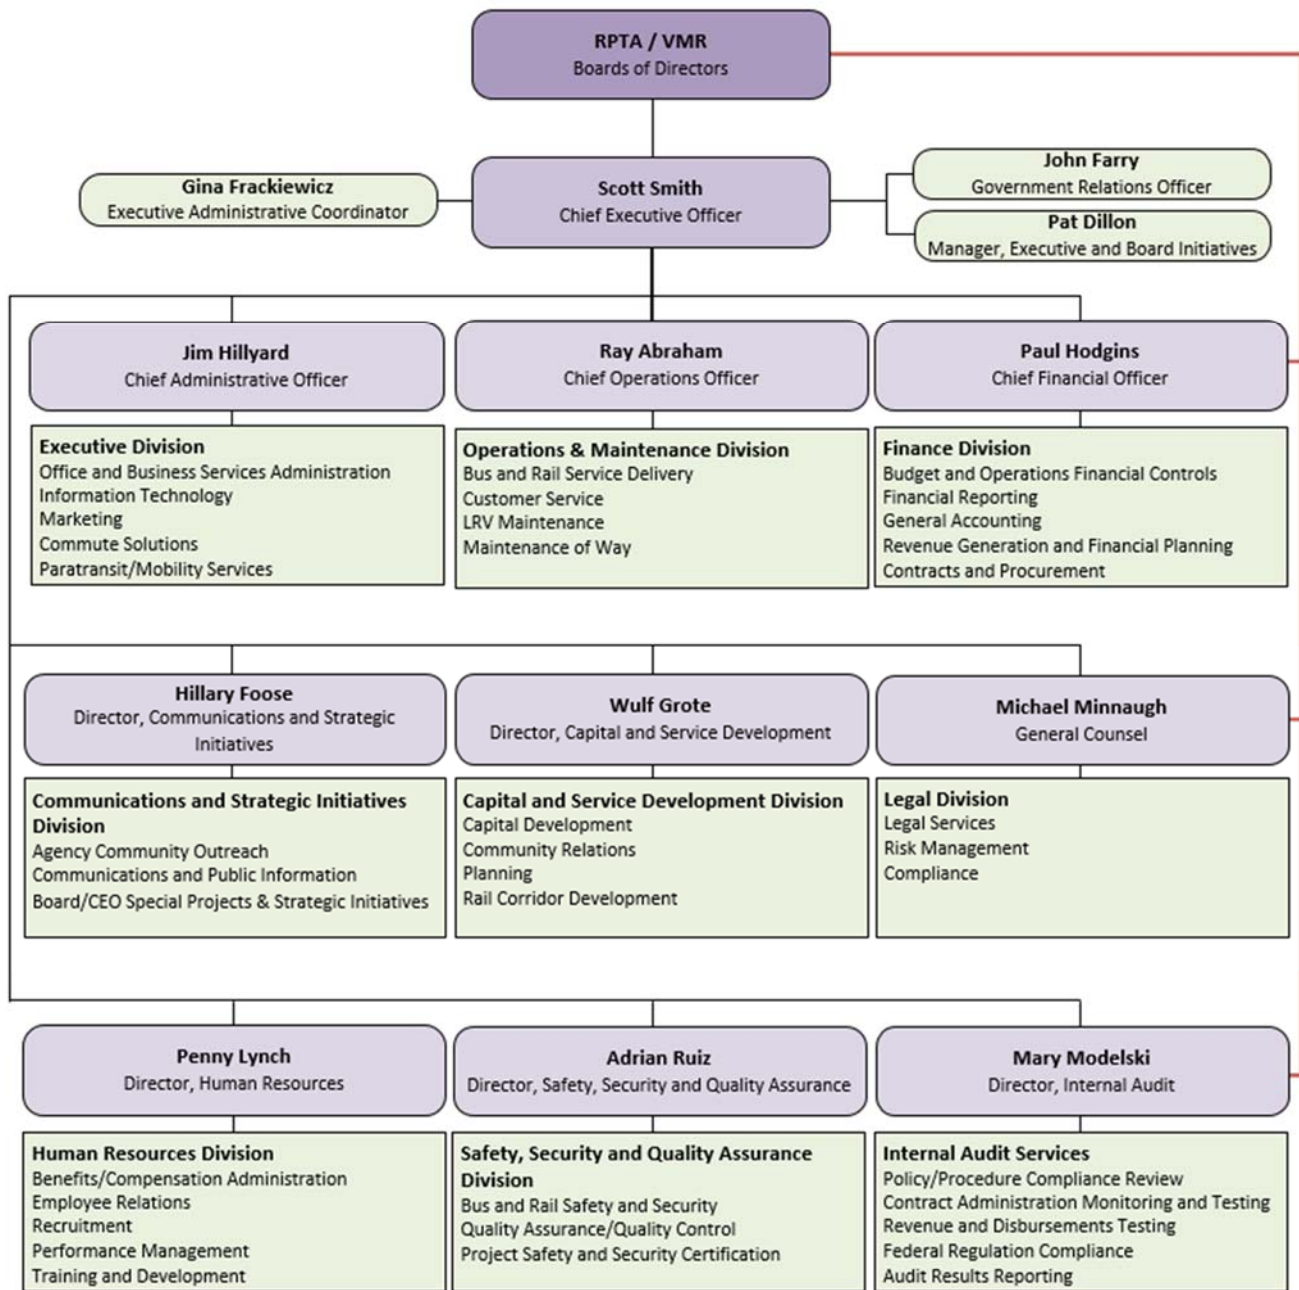 RPTA / VMR
Boards of Directors
Gina Frackiewicz
Executive Administrative Coordinator
Scott Smith
Chief Executive Officer
John Farry
Government Relations Officer
Pat Dillon
Manager, Executive and Board Initiatives
Jim Hillyard
Chief Administrative Officer
Executive Division
Office and Business Services Administration
Information Technology
Marketing
Commute Solutions
Paratransit/Mobility Services
Ray Abraham
Chief Operations Officer
Operations & Maintenance Division
Bus and Rail Service Delivery
Customer Service
LRV Maintenance
Maintenance of Way
Paul Hodgins
Chief Financial Officer
Finance Division
Budget and Operations Financial Controls
Financial Reporting
General Accounting
Revenue Generation and Financial Planning
Contracts and Procurement
Hillary Foose
Director, Communications and Strategic
Initiatives
Communications and Strategic Initiatives
Division
Agency Community Outreach
Communications and Public Information
Board/CEO Special Projects & Strategic Initiatives
Wulf Grote
Director, Capital and Service Development
Capital and Service Development Division
Capital Development
Community Relations
Planning
Rail Corridor Development
Michael Minnaugh
General Counsel
Legal Division
Legal Services
Risk Management
Compliance
Penny Lynch
Director, Human Resources
Human Resources Division
Benefits/Compensation Administration
Employee Relations
Recruitment
Performance Management
Training and Development
Adrian Ruiz
Director, Safety, Security and Quality Assurance
Safety, Security and Quality Assurance
Division
Bus and Rail Safety and Security
Quality Assurance/Quality Control
Project Safety and Security Certification
Mary Modelski
Director, Internal Audit
Internal Audit Services
Policy/Procedure Compliance Review
Contract Administration Monitoring and Testing
Revenue and Disbursements Testing
Federal Regulation Compliance
Audit Results Reporting